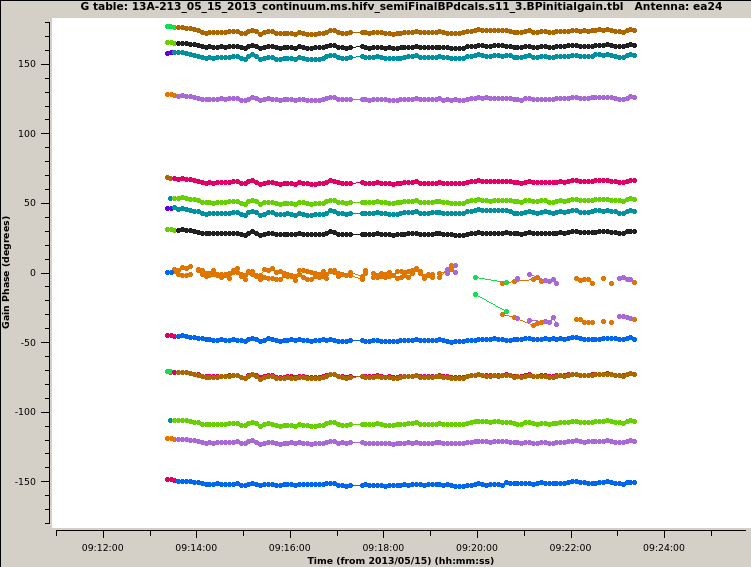 G table: 13A-213_05_15_2013_continuum.ms.hifv_semiFinalBPdcals.s11_3.BPinitialgain.tbl Antenna: ea24
150
100
50
0
-50
-100
-150
Gain Phase (degrees)
09:12:00 09:14:00 09:16:00 09:18:00 09:20:00 09:22:00 09:24:00
Time (from 2013/05/15) (hh:mm:ss)